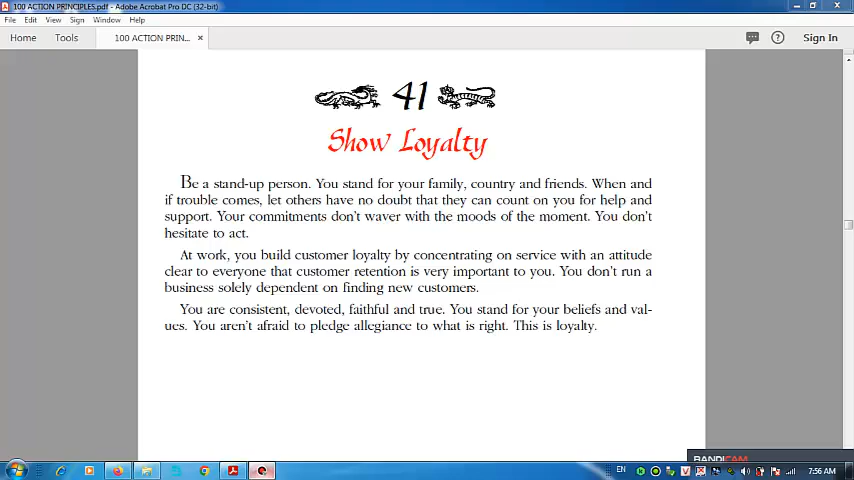 100 ACTION PRINCIPLES.pdf - Adobe Acrobat Pro DC (32-bit)
File Edit View Sign Window Help
Home Tools 100 ACTION PRIN... × Sign In
41
Show Loyalty
Be a stand-up person. You stand for your family, country and friends. When and
if trouble comes, let others have no doubt that they can count on you for help and
support. Your commitments don't waver with the moods of the moment. You don't
hesitate to act.
At work, you build customer loyalty by concentrating on service with an attitude
clear to everyone that customer retention is very important to you. You don't run a
business solely dependent on finding new customers.
You are consistent, devoted, faithful and true. You stand for your beliefs and val-
ues. You aren't afraid to pledge allegiance to what is right. This is loyalty.
BANDICAM
EN 7:56 AM